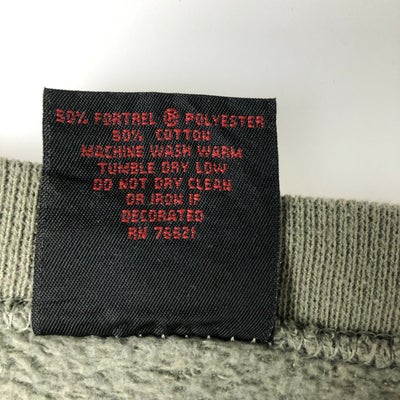 50% FORTREL ® POLYESTER
50% COTTON
MACHINE WASH WARM
TUMBLE DRY LOW
DO NOT DRY CLEAN
OR IRON IF
DECORATED
RN 76621